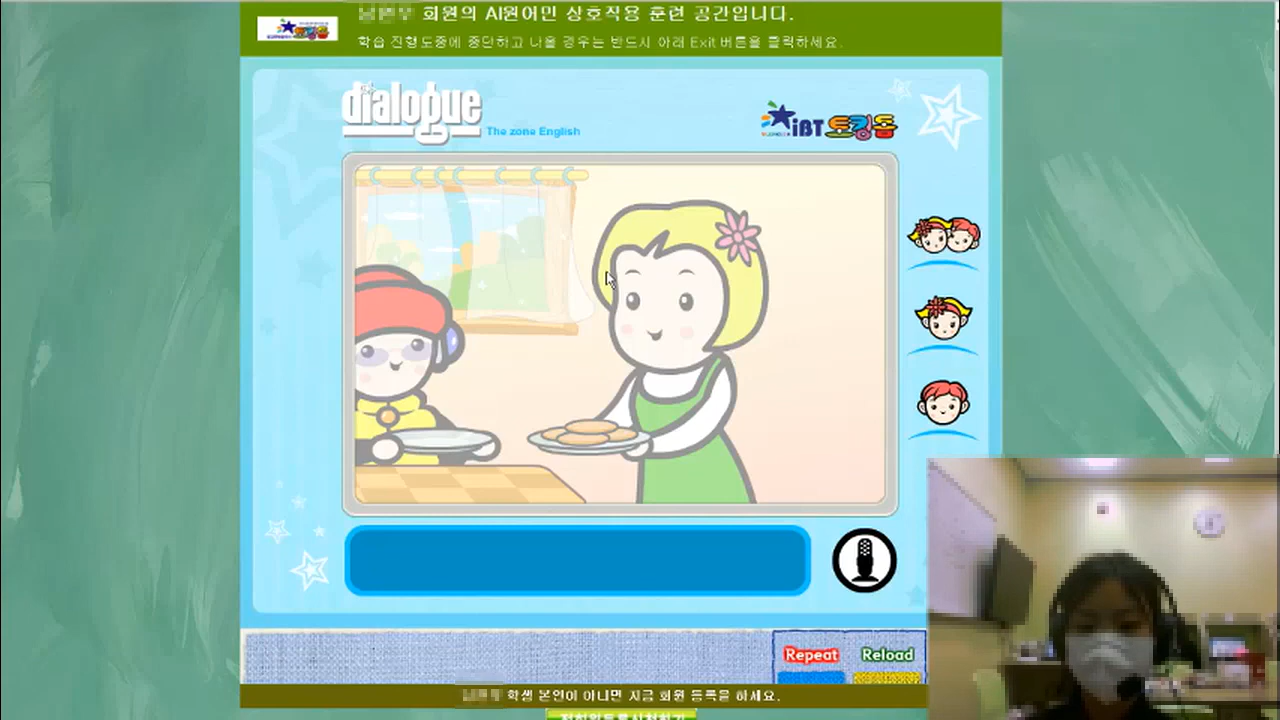 회원의 AI원어민 상호작용 훈련 공간입니다.
학습 진행도중에 중단하고 나올 경우는 반드시 아래 Exit 버튼을 클릭하세요.
dialogue
The zone English
iBT 토킹톰
Repeat
Reload
학생 본인이 아니면 지금 회원 등록을 하세요.